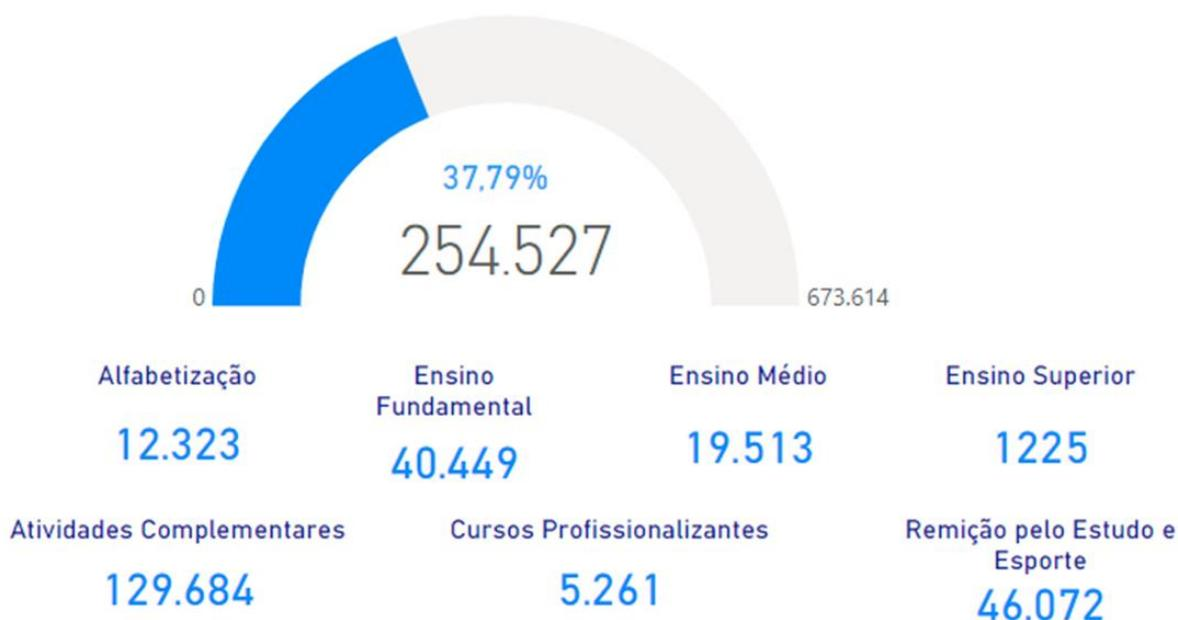 37,79%
254.527
0
673.614
Alfabetização
Ensino
Fundamental
Ensino Médio
Ensino Superior
12.323
40.449
19.513
1225
Atividades Complementares
Cursos Profissionalizantes
Remição pelo Estudo e
Esporte
129.684
5.261
46.072